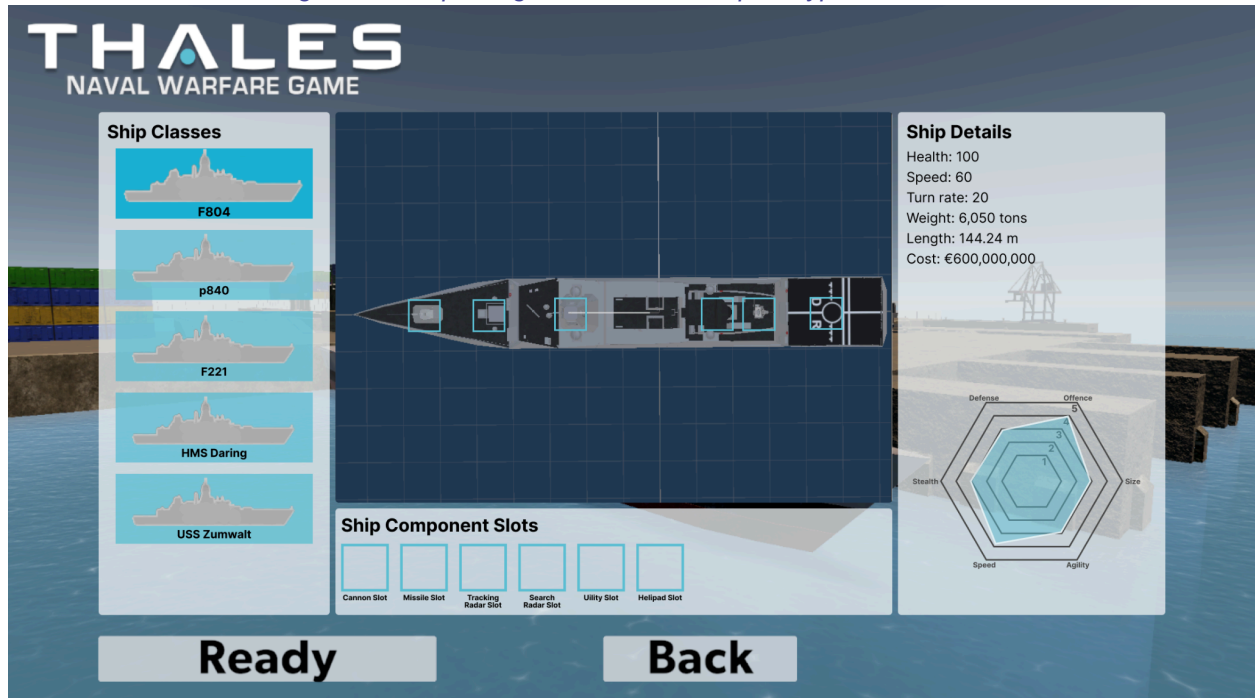 THALES
NAVAL WARFARE GAME
Ship Classes
F804
p840
F221
HMS Daring
USS Zumwalt
Ship Component Slots
Cannon Slot
Missile Slot
Tracking
Radar Slot
Search
Radar Slot
Uility Slot
Helipad Slot
Ship Details
Health: 100
Speed: 60
Turn rate: 20
Weight: 6,050 tons
Length: 144.24 m
Cost: €600,000,000
Defense
Offence
5
4
3
2
1
Stealth
Size
Speed
Agility
Ready
Back